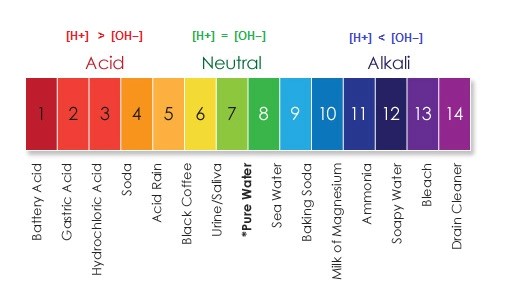 [H+] > [OH–]
[H+] = [OH–]
[H+] < [OH–]
Acid
Neutral
Alkali
1
2
3
4
5
6
7
8
9
10
11
12
13
14
Battery Acid
Gastric Acid
Hydrochloric Acid
Soda
Acid Rain
Black Coffee
Urine/Saliva
*Pure Water
Sea Water
Baking Soda
Milk of Magnesium
Ammonia
Soapy Water
Bleach
Drain Cleaner